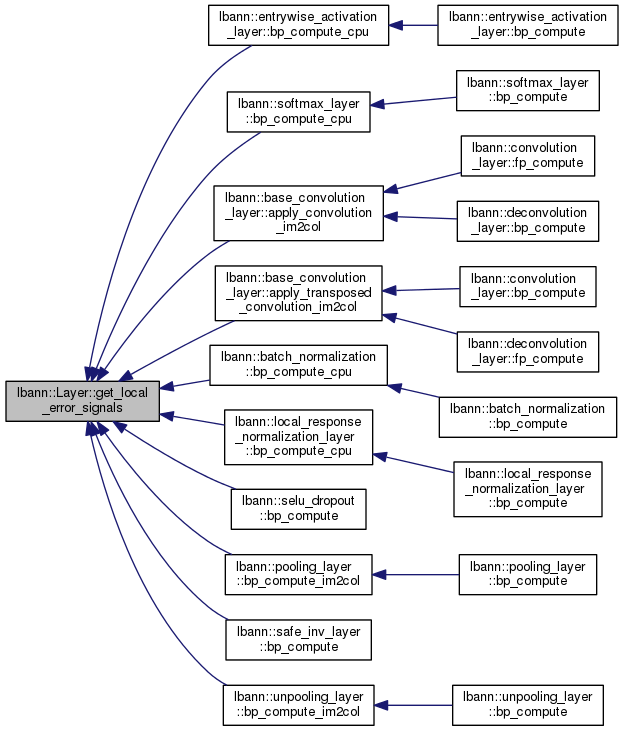 lbann::entrywise_activation
_layer::bp_compute_cpu
lbann::entrywise_activation
_layer::bp_compute
lbann::softmax_layer
::bp_compute_cpu
lbann::softmax_layer
::bp_compute
lbann::base_convolution
_layer::apply_convolution
_im2col
lbann::convolution
_layer::fp_compute
lbann::deconvolution
_layer::bp_compute
lbann::base_convolution
_layer::apply_transposed
_convolution_im2col
lbann::convolution
_layer::bp_compute
lbann::deconvolution
_layer::fp_compute
lbann::Layer::get_local
_error_signals
lbann::batch_normalization
::bp_compute_cpu
lbann::batch_normalization
::bp_compute
lbann::local_response
_normalization_layer
::bp_compute_cpu
lbann::local_response
_normalization_layer
::bp_compute
lbann::selu_dropout
::bp_compute
lbann::pooling_layer
::bp_compute_im2col
lbann::pooling_layer
::bp_compute
lbann::safe_inv_layer
::bp_compute
lbann::unpooling_layer
::bp_compute_im2col
lbann::unpooling_layer
::bp_compute